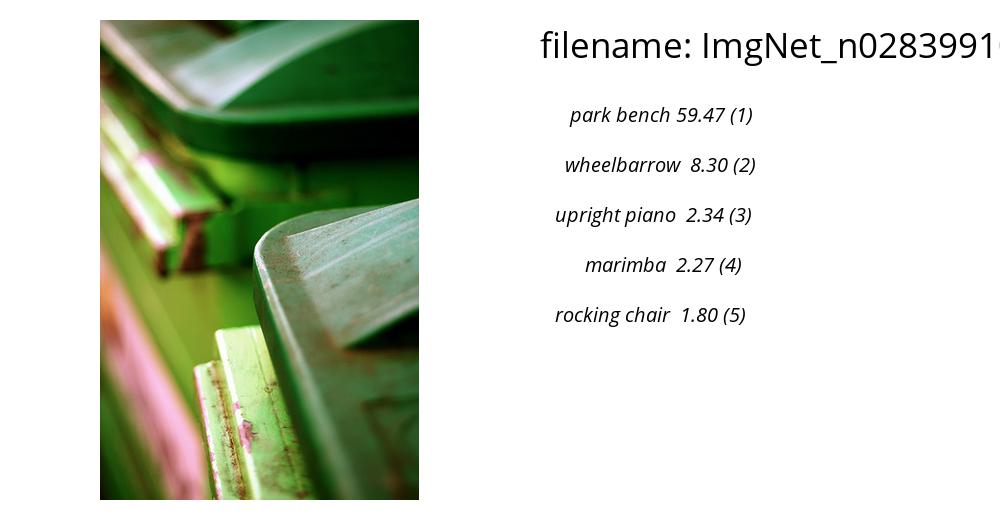 filename: ImgNet_n0283991
park bench 59.47 (1)
wheelbarrow 8.30 (2)
upright piano 2.34 (3)
marimba 2.27 (4)
rocking chair 1.80 (5)